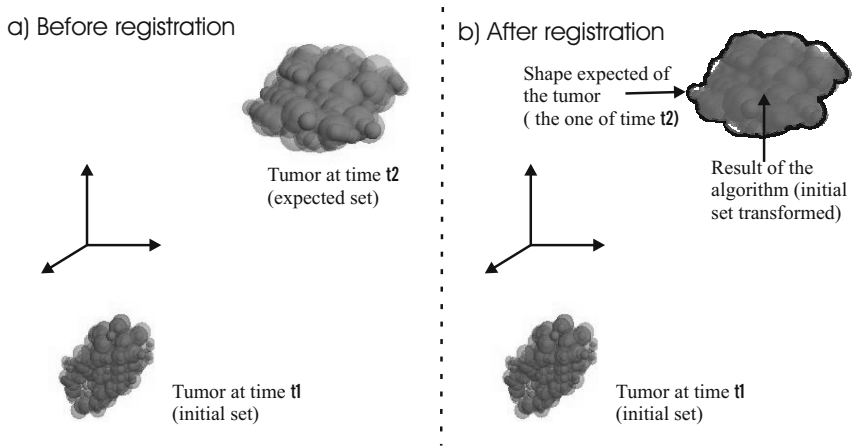 a) Before registration
Tumor at time t2
(expected set)
Tumor at time t1
(initial set)
b) After registration
Shape expected of
the tumor
( the one of time t2)
Result of the
algorithm (initial
set transformed)
Tumor at time t1
(initial set)